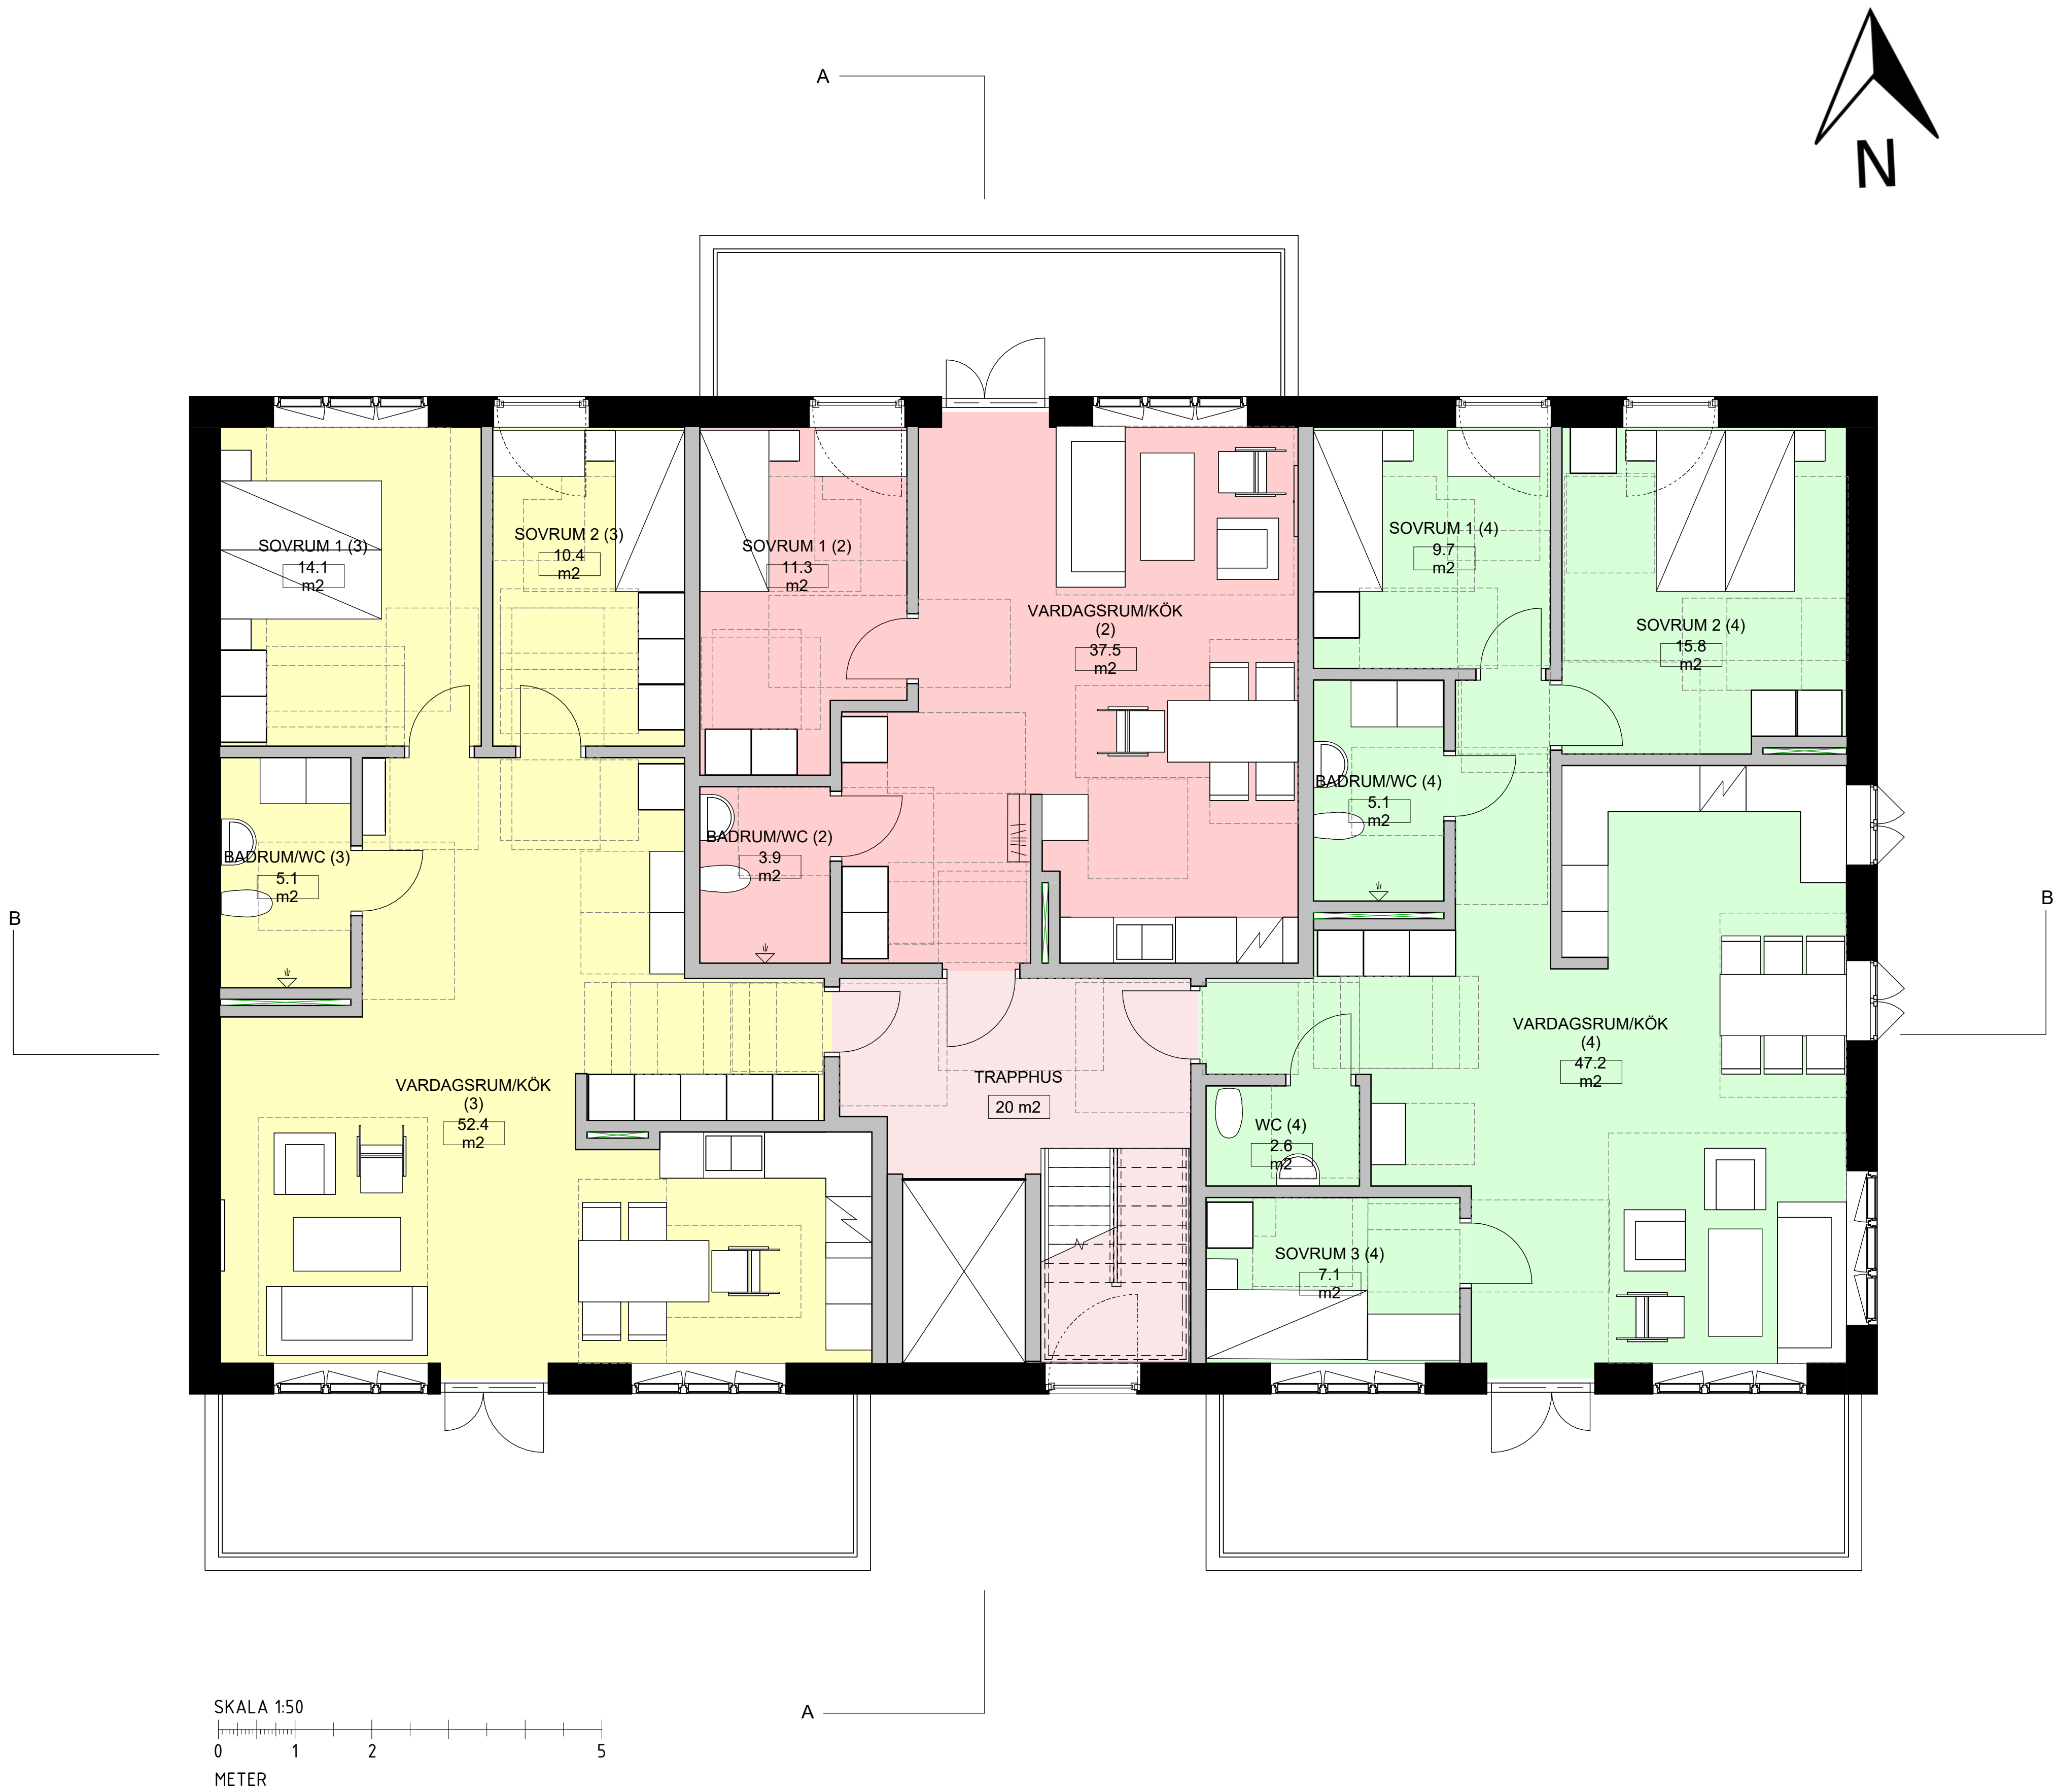 A
N
SOVRUM 1 (3)
14.1
m2
SOVRUM 2 (3)
10.4
m2
SOVRUM 1 (2)
11.3
m2
VARDAGSRUM/KÖK
(2)
37.5
m2
SOVRUM 1 (4)
9.7
m2
SOVRUM 2 (4)
15.8
m2
BADRUM/WC (3)
5.1
m2
BADRUM/WC (2)
3.9
m2
BADRUM/WC (4)
5.1
m2
B
B
VARDAGSRUM/KÖK
(3)
52.4
m2
TRAPPHUS
20 m2
VARDAGSRUM/KÖK
(4)
47.2
m2
WC (4)
2.6
m2
SOVRUM 3 (4)
7.1
m2
A
SKALA 1:50
0 1 2 5
METER